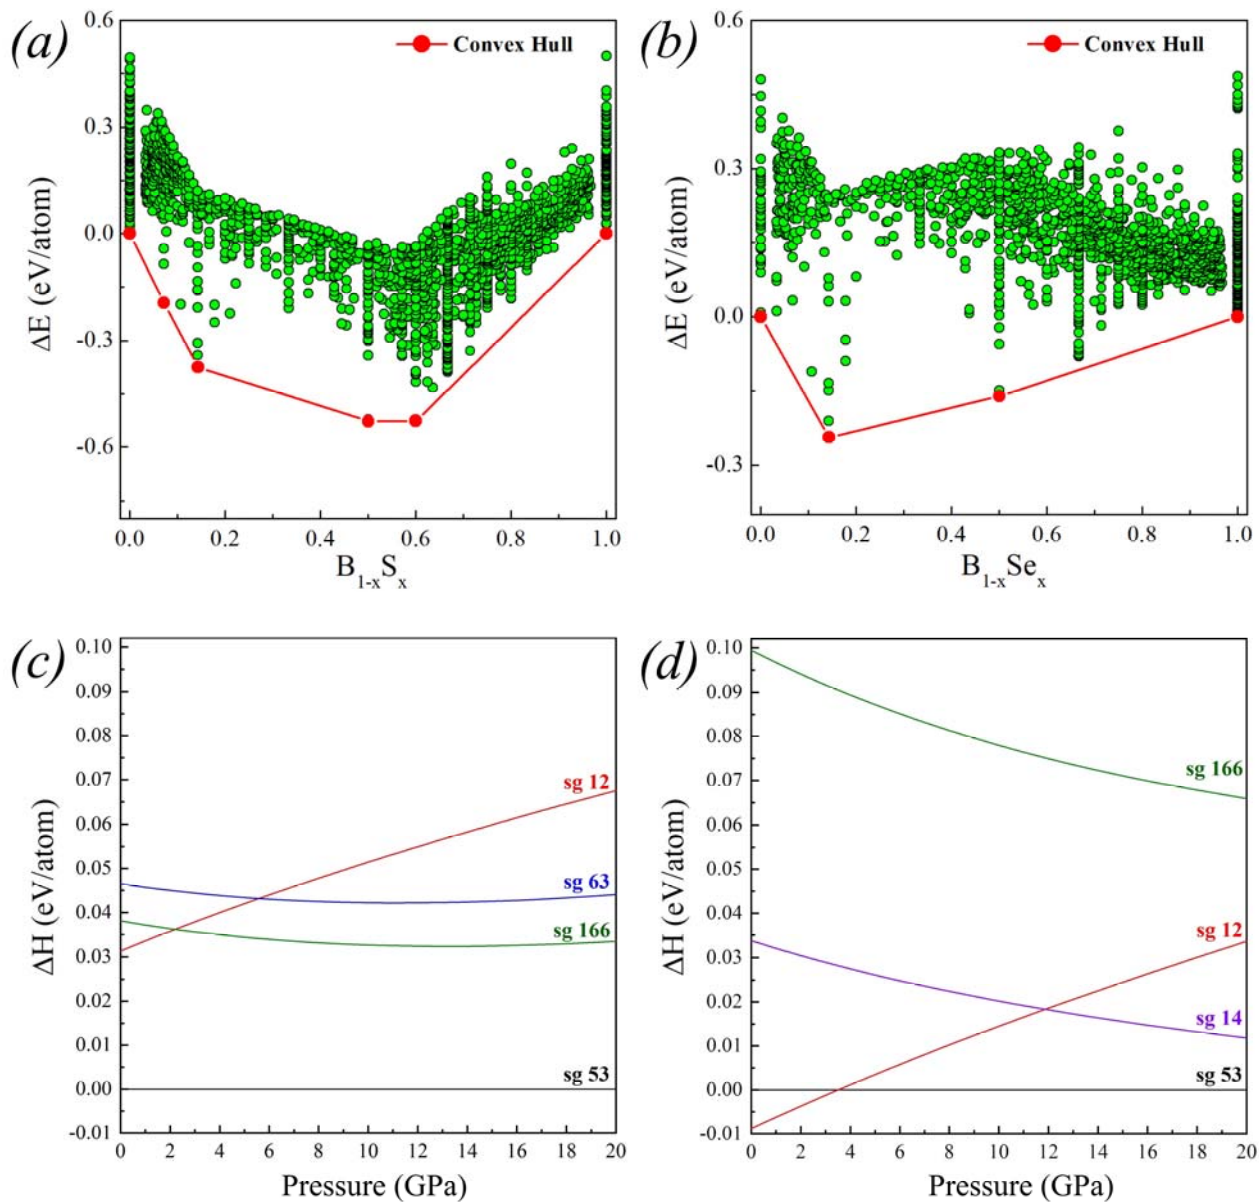 (a)
Convex Hull
ΔE (eV/atom)
0.6
0.3
0.0
-0.3
-0.6
0.0 0.2 0.4 0.6 0.8 1.0
B₁₋ₓSₓ
(b)
Convex Hull
ΔE (eV/atom)
0.6
0.3
0.0
-0.3
0.0 0.2 0.4 0.6 0.8 1.0
B₁₋ₓSeₓ
(c)
ΔH (eV/atom)
0.10
0.09
0.08
0.07
0.06
0.05
0.04
0.03
0.02
0.01
0.00
-0.01
sg 12
sg 63
sg 166
sg 53
0 2 4 6 8 10 12 14 16 18 20
Pressure (GPa)
(d)
ΔH (eV/atom)
0.10
0.09
0.08
0.07
0.06
0.05
0.04
0.03
0.02
0.01
0.00
-0.01
sg 166
sg 12
sg 14
sg 53
0 2 4 6 8 10 12 14 16 18 20
Pressure (GPa)